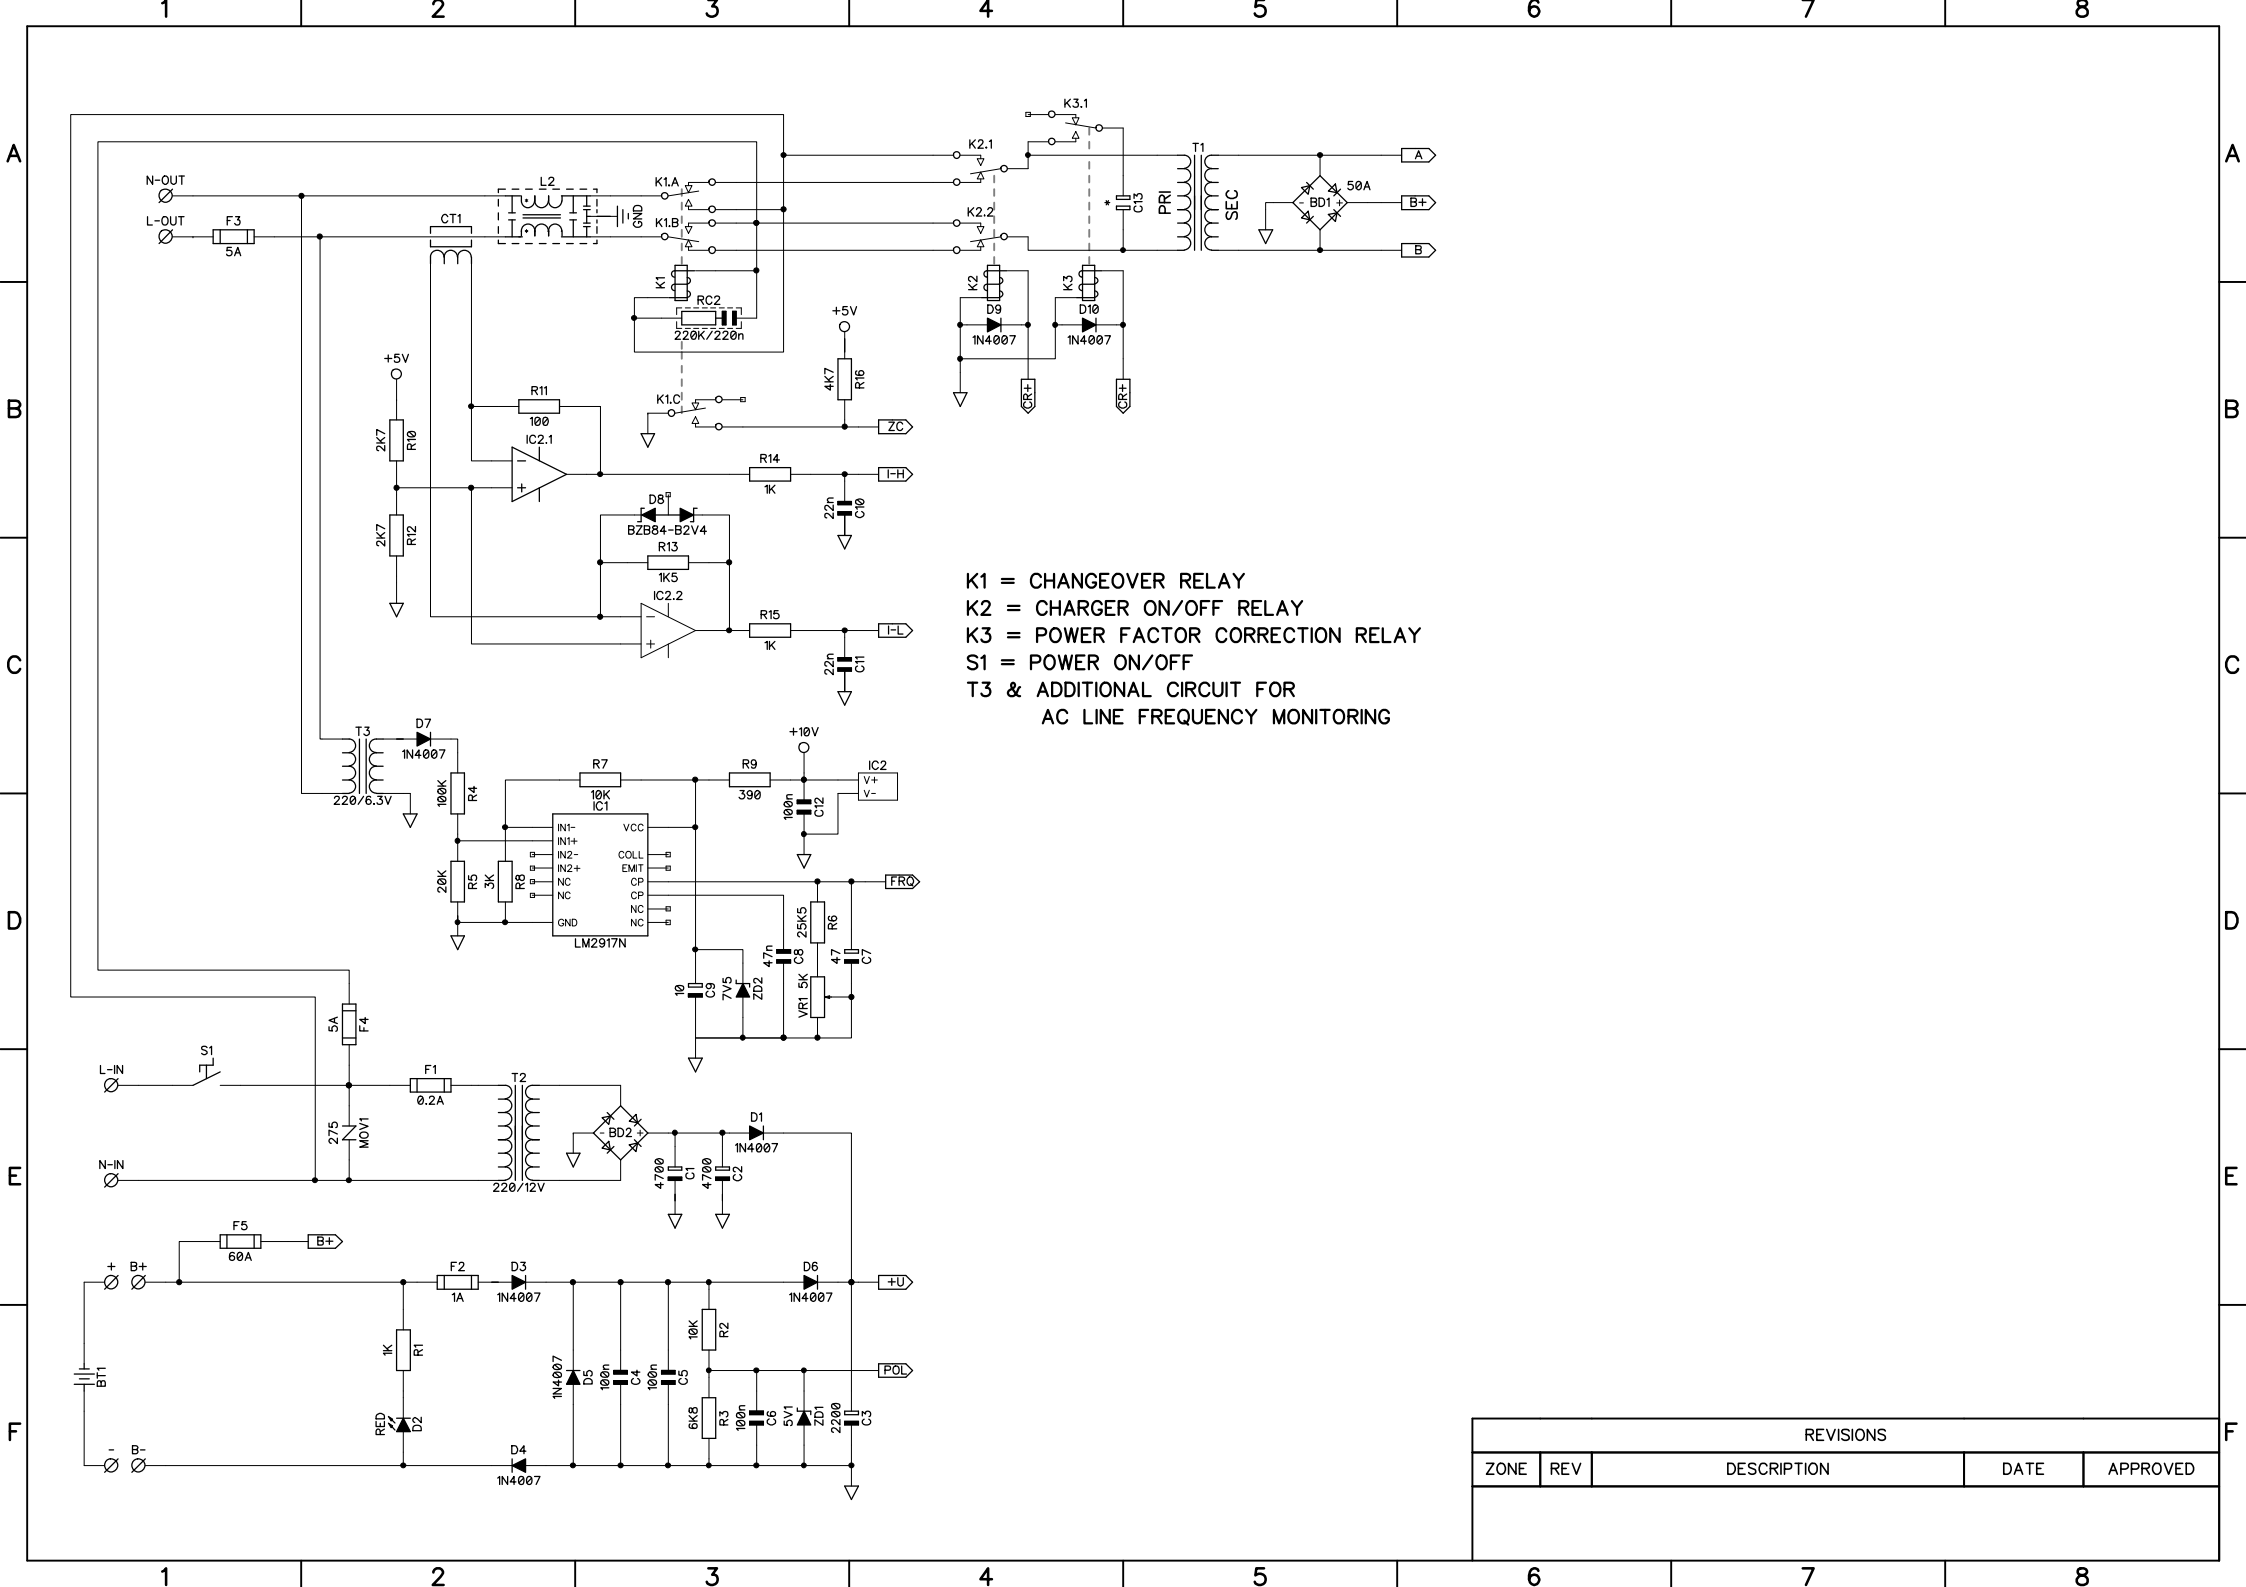 1 2 3 4 5 6 7 8
A A
B B
C C
D D
E E
F F
N-OUT
L-OUT
F3
5A
CT1
L2
GND
K1.A
K1.B
K1
RC2
220K/220n
K1.C
K2.1
K2.2
K3.1
K2
D9
1N4007
K3
D10
1N4007
CR+
CR+
* C13
PRI
T1
SEC
- BD1 +
50A
A
B+
B
+5V
4K7
R16
ZC
+5V
2K7
R10
2K7
R12
R11
100
IC2.1
-
+
R14
1K
I-H
22n
C10
D8
BZB84-B2V4
R13
1K5
IC2.2
-
+
R15
1K
I-L
22n
C11
K1 = CHANGEOVER RELAY
K2 = CHARGER ON/OFF RELAY
K3 = POWER FACTOR CORRECTION RELAY
S1 = POWER ON/OFF
T3 & ADDITIONAL CIRCUIT FOR
AC LINE FREQUENCY MONITORING
T3
220/6.3V
D7
1N4007
100K
R4
20K
R5
3K
R8
R7
10K
R9
390
+10V
IC2
V+
V-
100n
C12
IC1
IN1- VCC
IN1+
IN2- COLL
IN2+ EMIT
NC CP
NC CP
NC
GND NC
LM2917N
FRQ
25K5
R6
47
C7
47n
C8
10
C9
7V5
ZD2
VR1 5K
5A
F4
L-IN
S1
F1
0.2A
T2
220/12V
275
MOV1
N-IN
- BD2 +
4700
C1
4700
C2
D1
1N4007
F5
60A
B+
+ B+
F2
1A
D3
1N4007
D6
1N4007
+U
BT1
1K
R1
RED
D2
1N4007
D5
100n
C4
100n
C5
10K
R2
6K8
R3
100n
C6
5V1
ZD1
2200
C3
POL
- B-
D4
1N4007
REVISIONS
ZONE REV DESCRIPTION DATE APPROVED
1 2 3 4 5 6 7 8